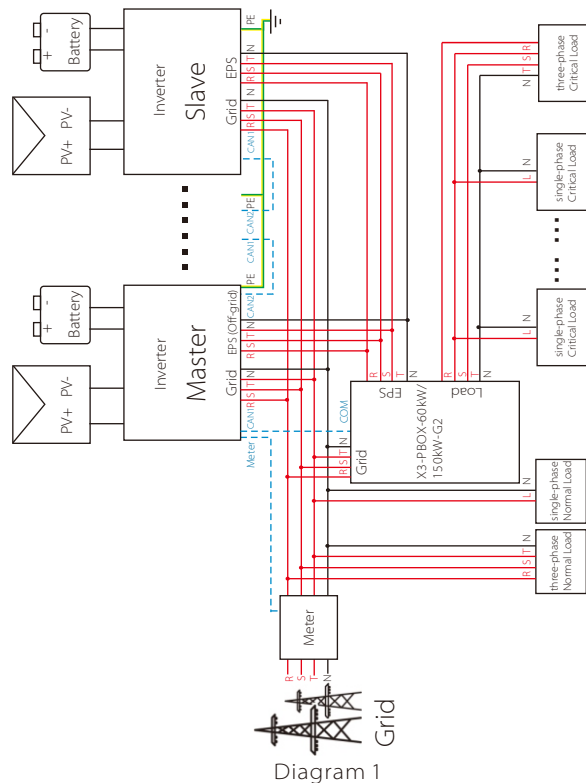 + -
Battery
PV+ PV-
Inverter
Slave
Grid
R S T N
EPS
R S T N
PE
CAN1
PE
CAN2
CAN1
+ -
Battery
PV+ PV-
Inverter
Master
Grid
R S T N
EPS (Off-grid)
R S T N
PE
CAN2
CAN1
Meter
COM
Grid
R S T N
EPS
R S T N
Load
R S T N
X3-PBOX-60kW/
150kW-G2
N T S R
three-phase
Critical Load
L N
single-phase
Critical Load
L N
single-phase
Critical Load
L N
single-phase
Normal Load
R S T N
three-phase
Normal Load
Meter
R
S
T
N
Grid
Diagram 1